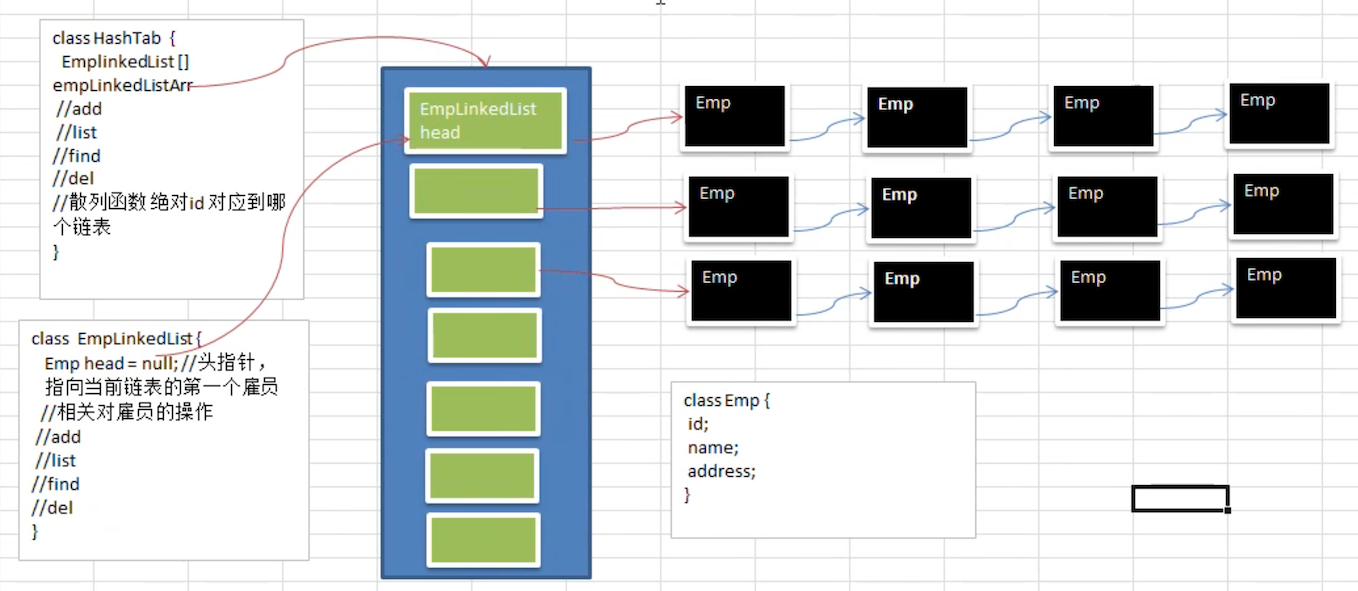 class HashTab {
EmplinkedList []
empLinkedListArr
//add
//list
//find
//del
//散列函数 绝对id 对应到哪
个链表
}
class EmpLinkedList{
Emp head = null; //头指针，
指向当前链表的第一个雇员
//相关对雇员的操作
//add
//list
//find
//del
}
EmpLinkedList
head
Emp
Emp
Emp
Emp
Emp
Emp
Emp
Emp
Emp
Emp
Emp
Emp
class Emp {
id;
name;
address;
}